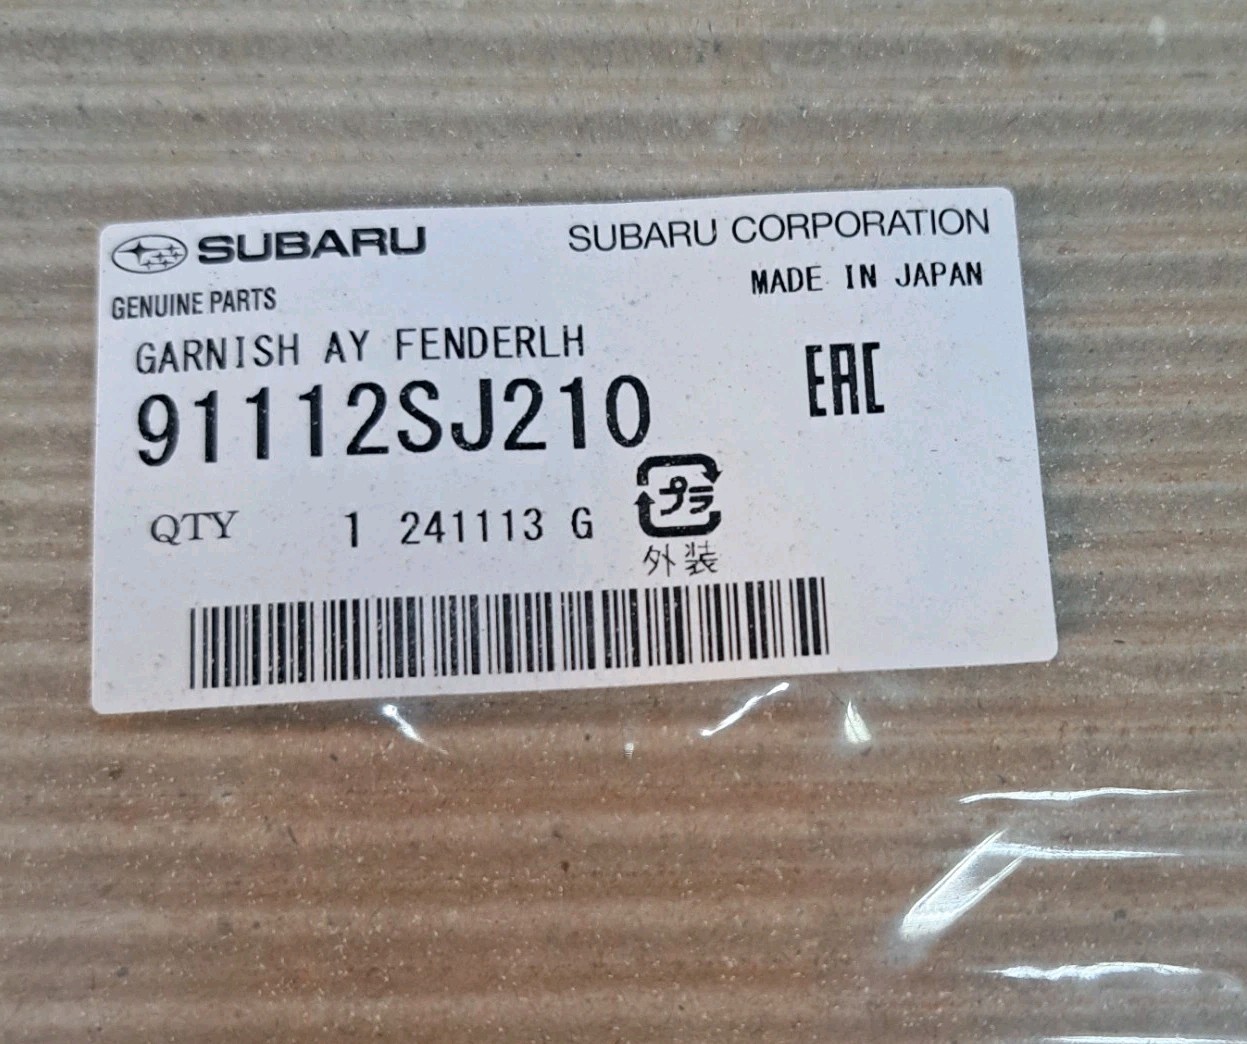 SUBARU
SUBARU CORPORATION
GENUINE PARTS
MADE IN JAPAN
GARNISH AY FENDERLH
91112SJ210
EAC
QTY 1 241113 G
プラ
外装